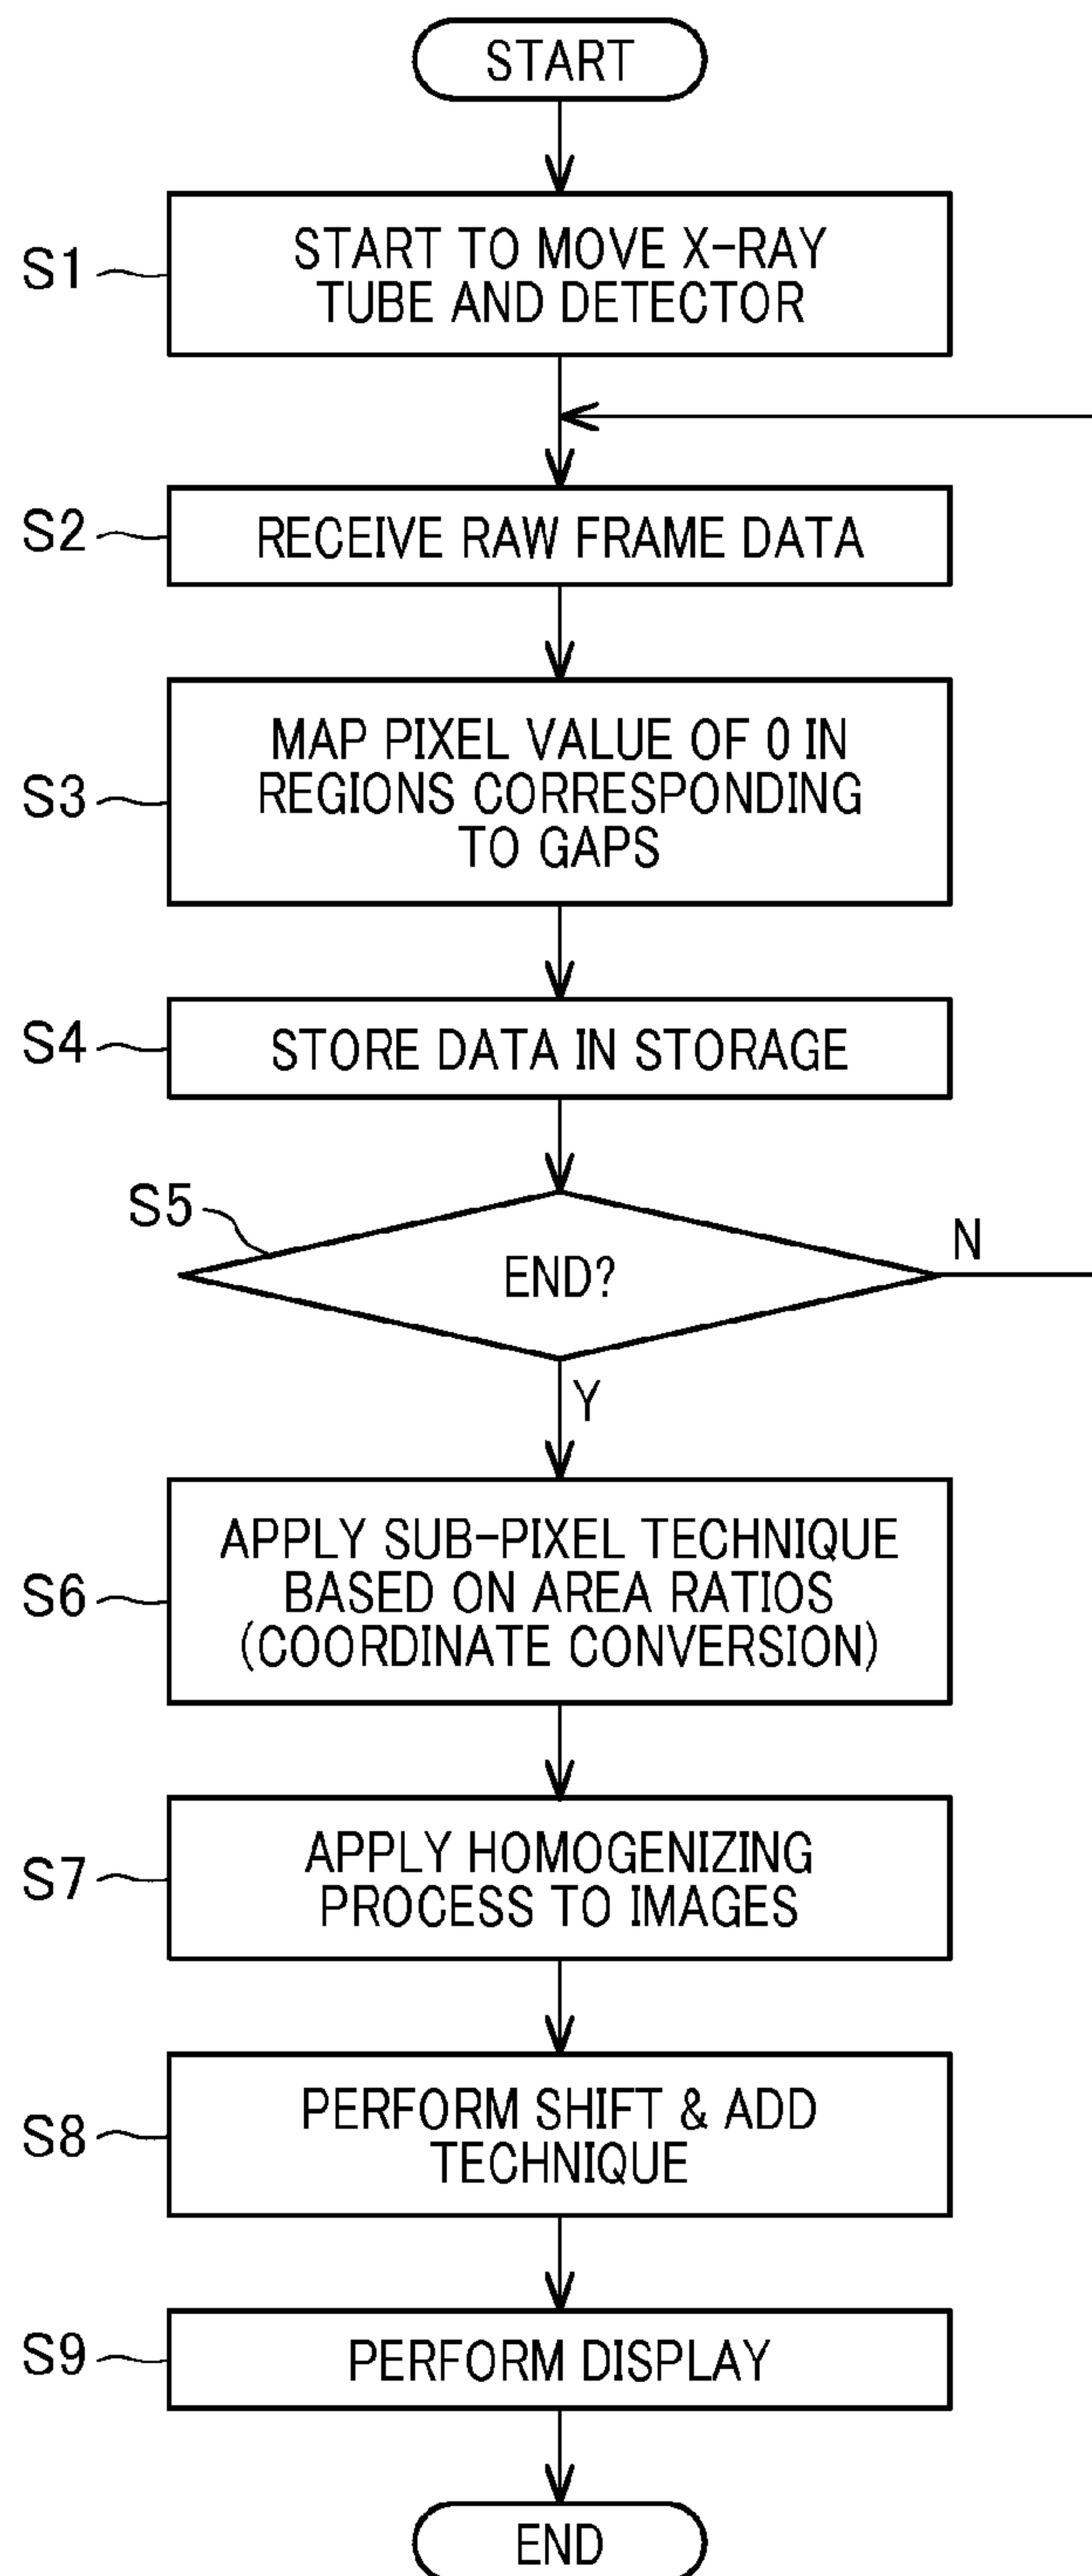 START
S1
START TO MOVE X-RAY
TUBE AND DETECTOR
S2
RECEIVE RAW FRAME DATA
S3
MAP PIXEL VALUE OF 0 IN
REGIONS CORRESPONDING
TO GAPS
S4
STORE DATA IN STORAGE
S5
END?
N
Y
S6
APPLY SUB-PIXEL TECHNIQUE
BASED ON AREA RATIOS
(COORDINATE CONVERSION)
S7
APPLY HOMOGENIZING
PROCESS TO IMAGES
S8
PERFORM SHIFT & ADD
TECHNIQUE
S9
PERFORM DISPLAY
END